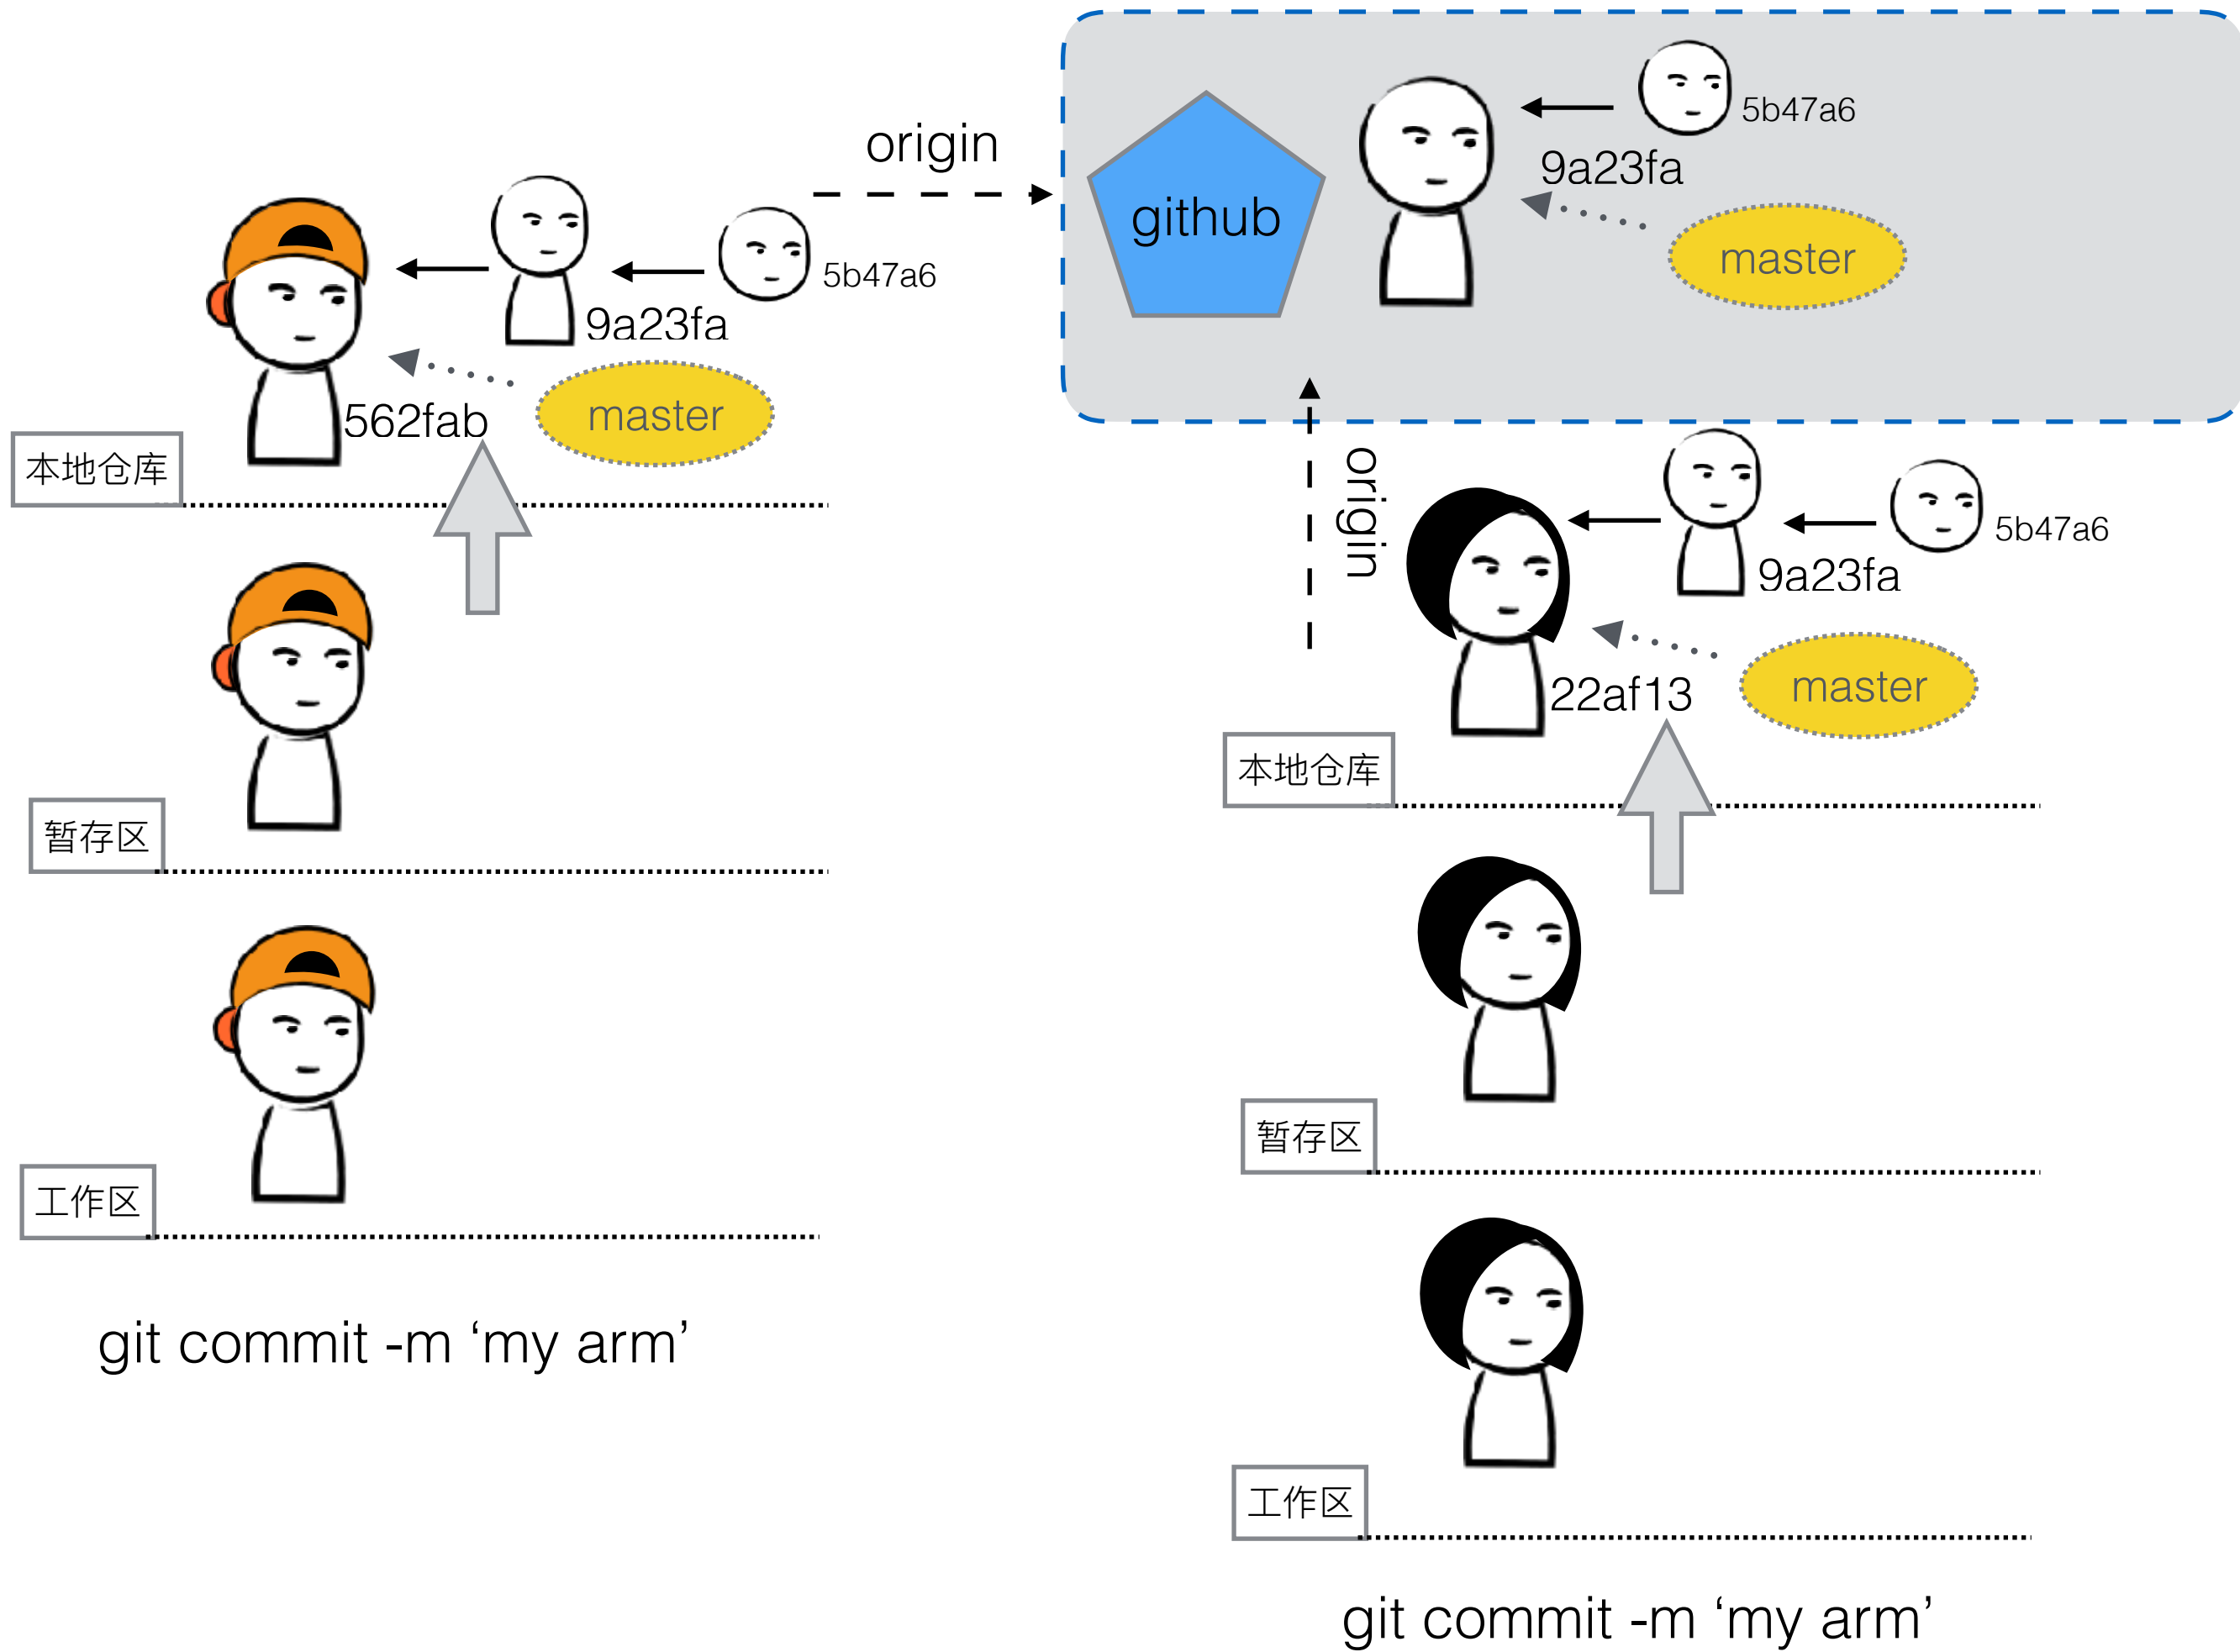 origin
5b47a6
9a23fa
562fab
master
本地仓库
暂存区
工作区
git commit -m ‘my arm’
github
5b47a6
9a23fa
master
origin
5b47a6
9a23fa
22af13
master
本地仓库
暂存区
工作区
git commit -m ‘my arm’